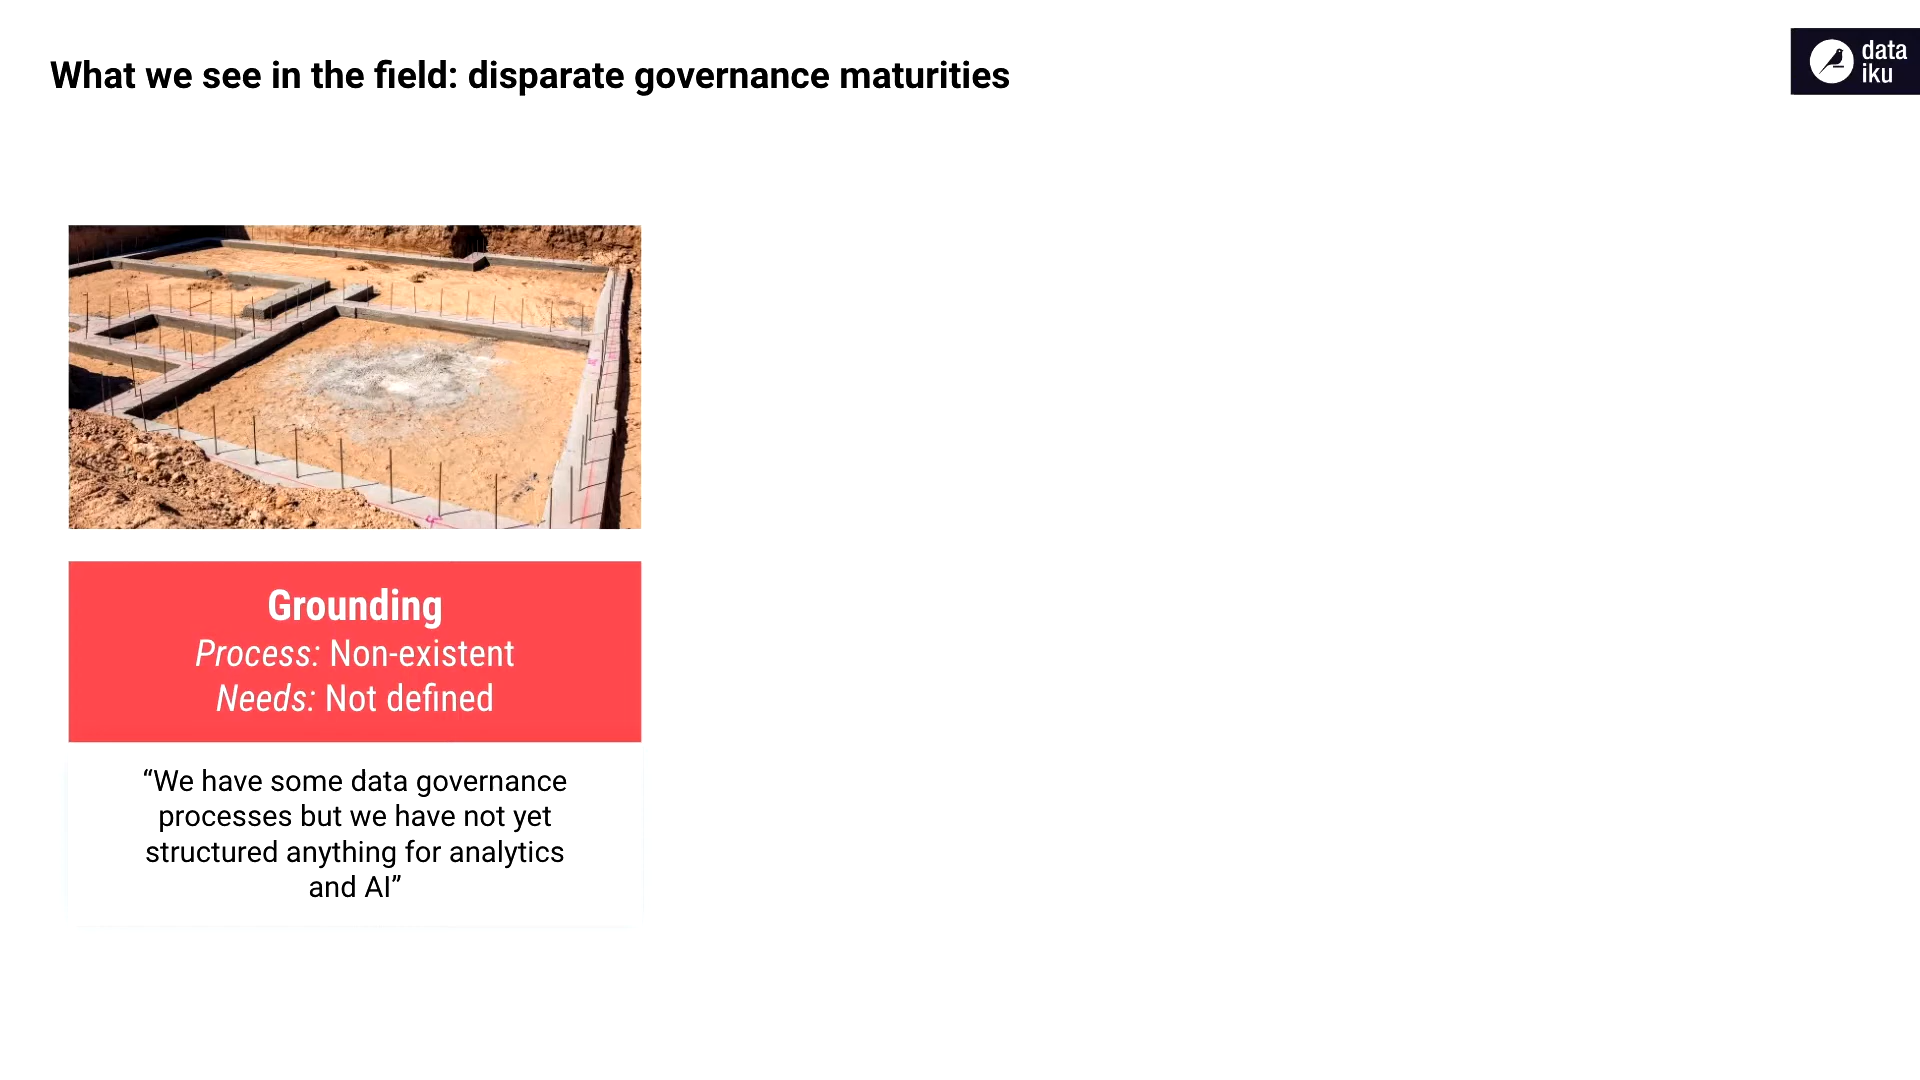 What we see in the field: disparate governance maturities
data
iku
Grounding
Process: Non-existent
Needs: Not defined
“We have some data governance
processes but we have not yet
structured anything for analytics
and AI”